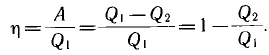 η = A/Q₁ = (Q₁ − Q₂)/Q₁ = 1 − Q₂/Q₁.